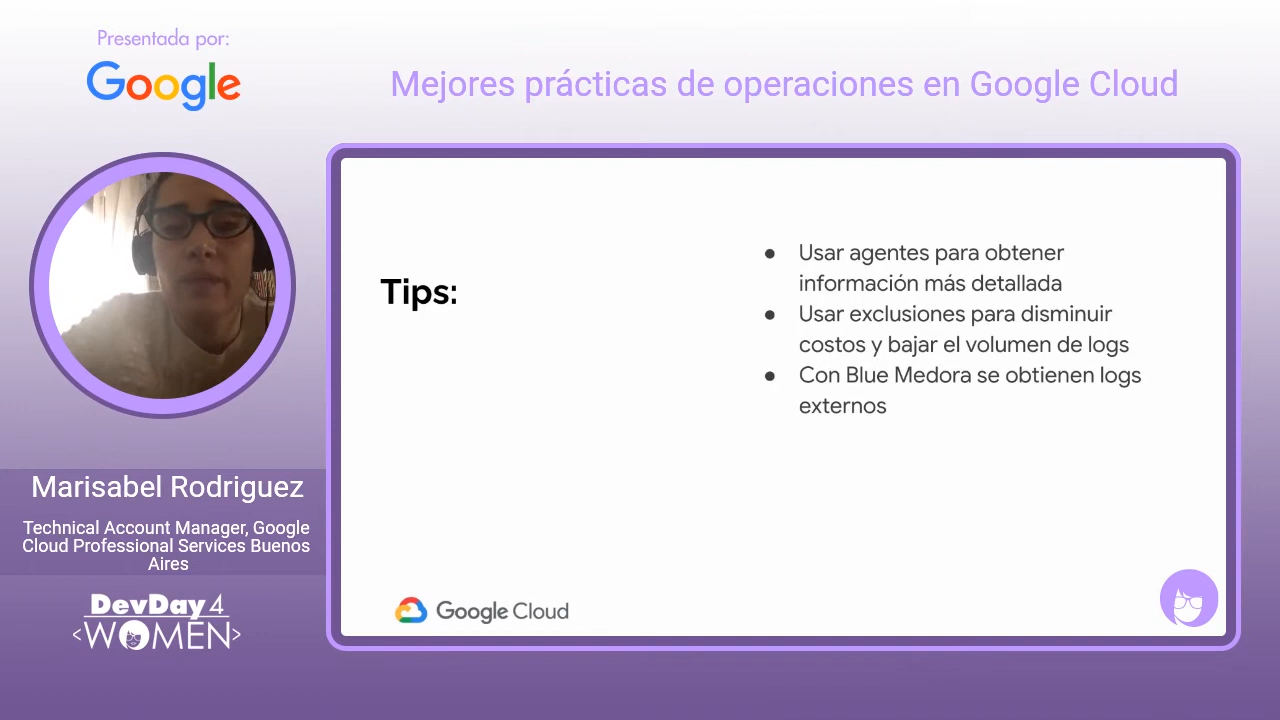 Presentada por:
Google
Mejores prácticas de operaciones en Google Cloud
Tips:
● Usar agentes para obtener
información más detallada
● Usar exclusiones para disminuir
costos y bajar el volumen de logs
● Con Blue Medora se obtienen logs
externos
Google Cloud
Marisabel Rodriguez
Technical Account Manager, Google
Cloud Professional Services Buenos
Aires
DevDay 4
<WOMEN>